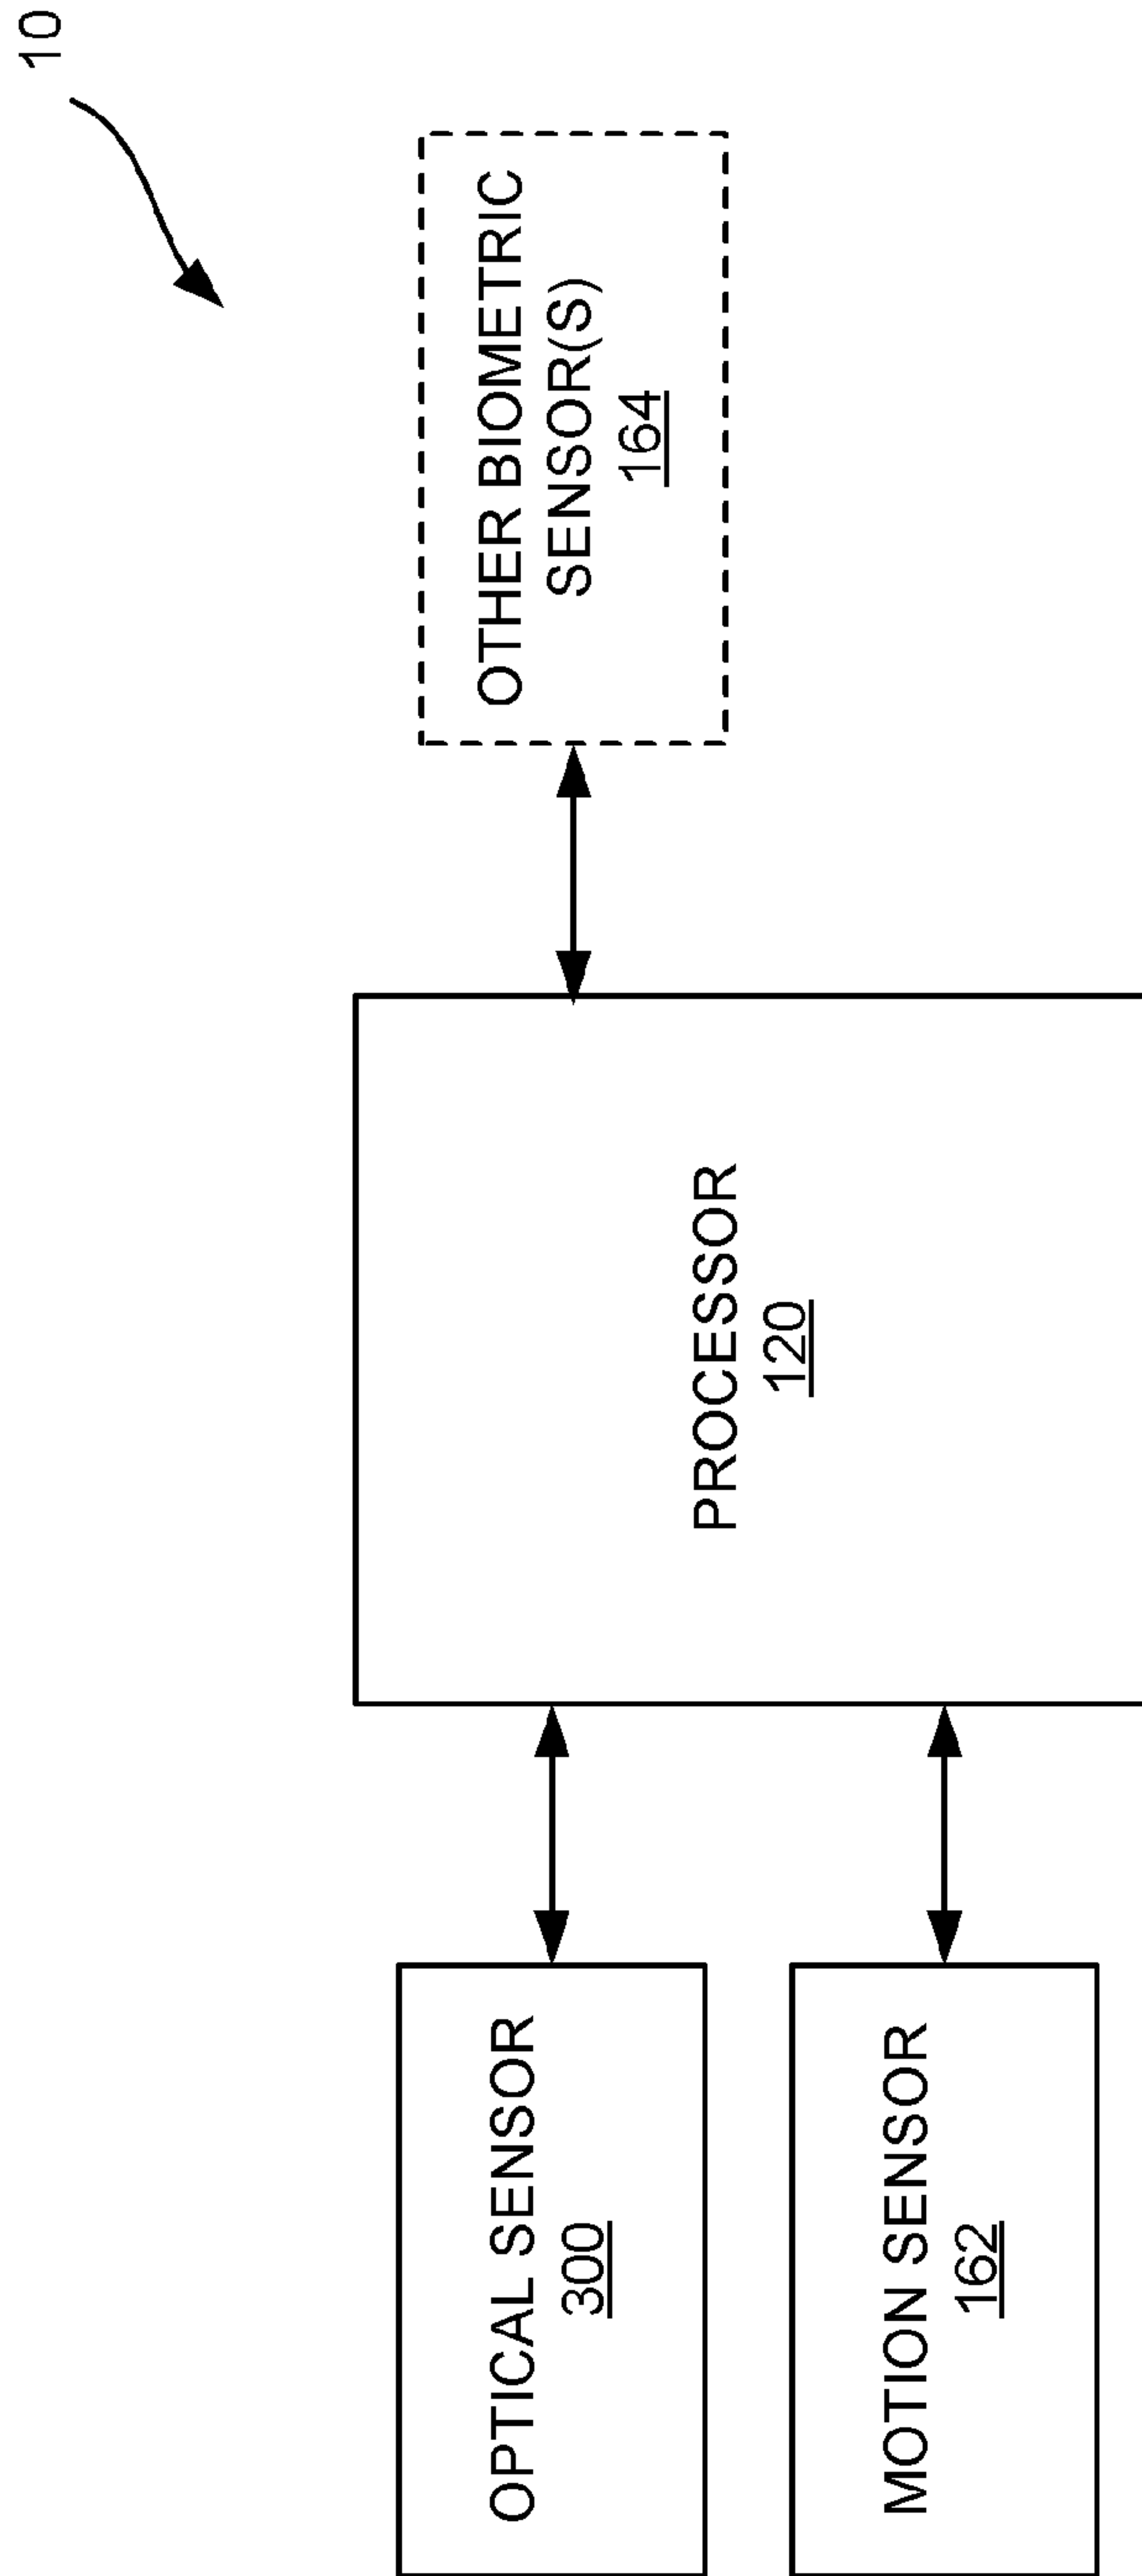 10
OPTICAL SENSOR
300
MOTION SENSOR
162
PROCESSOR
120
OTHER BIOMETRIC
SENSOR(S)
164